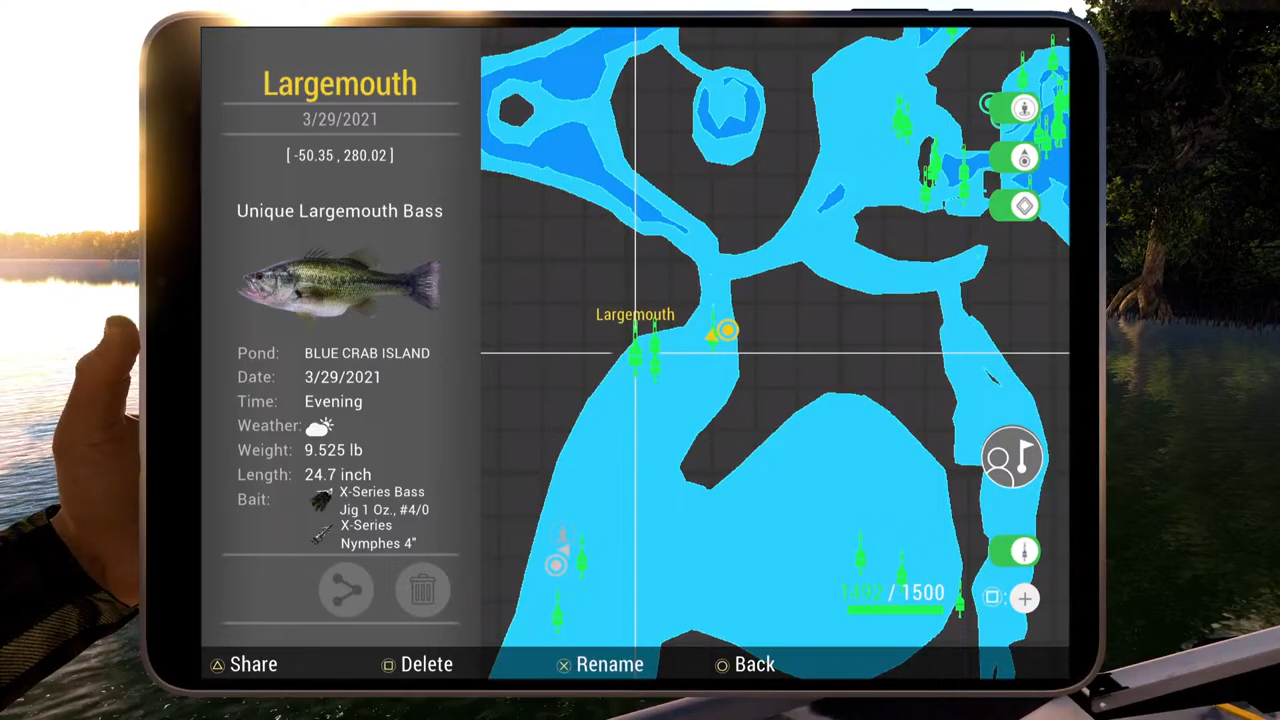 Largemouth
3/29/2021
[ -50.35 , 280.02 ]
Unique Largemouth Bass
Pond: BLUE CRAB ISLAND
Date: 3/29/2021
Time: Evening
Weather:
Weight: 9.525 lb
Length: 24.7 inch
Bait: X-Series Bass
Jig 1 Oz., #4/0
X-Series
Nymphes 4"
Largemouth
1492 / 1500
Share
Delete
Rename
Back